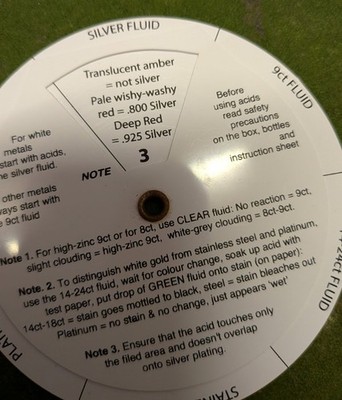 SILVER FLUID
Translucent amber
= not silver
Pale wishy-washy
red = .800 Silver
Deep Red
= .925 Silver
3
9ct FLUID
Before
using acids
read safety
precautions
on the box, bottles
and
instruction sheet
For white
metals
start with acids.
silver fluid.
NOTE
other metals
start with
9ct fluid
Note 1. For high-zinc 9ct or for 8ct, use CLEAR fluid: No reaction = 9ct,
slight clouding = high-zinc 9ct, white-grey clouding = 8ct-9ct.
Note. 2. To distinguish white gold from stainless steel and platinum,
use the 14-24ct fluid, wait for colour change, soak up acid with
test paper, put drop of GREEN fluid onto stain (on paper):
14ct-18ct = stain goes mottled to black, steel = stain bleaches out
Platinum = no stain & no change, just appears 'wet'
Note 3. Ensure that the acid touches only
the filed area and doesn't overlap
onto silver plating.
24ct FLUID
PLAT
STAIN